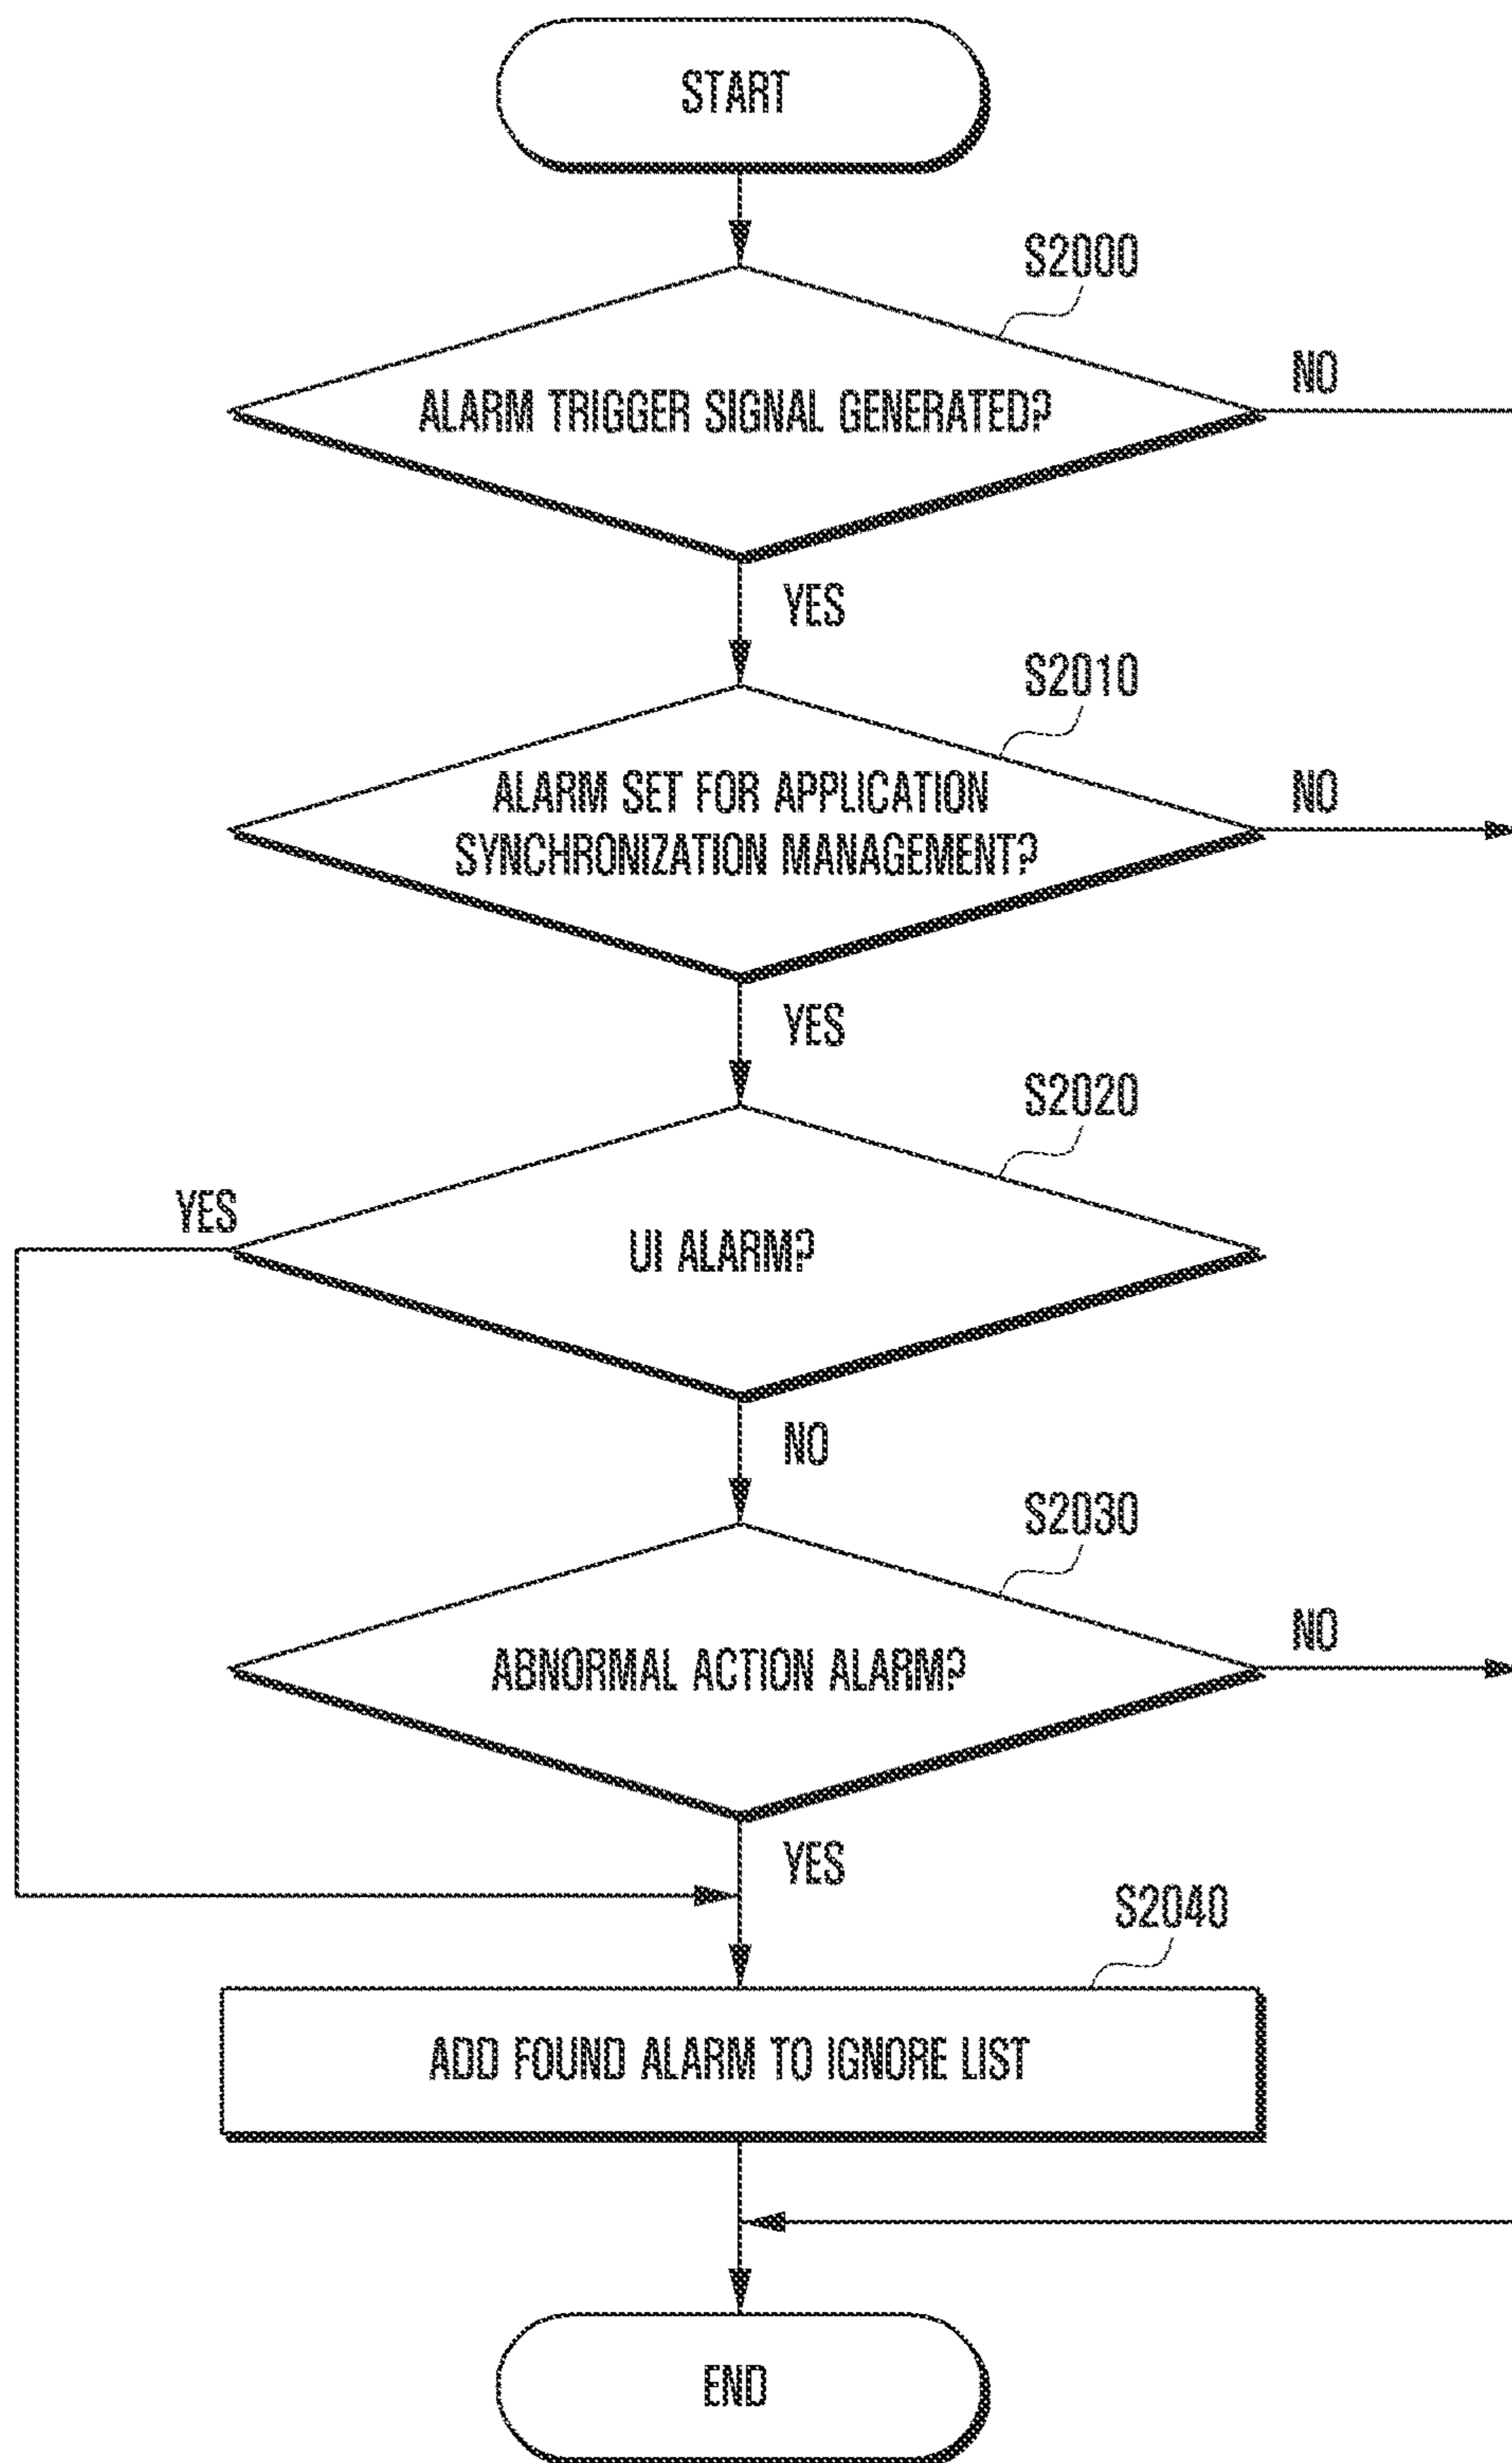 START
S2000
ALARM TRIGGER SIGNAL GENERATED?
NO
YES
S2010
ALARM SET FOR APPLICATION
SYNCHRONIZATION MANAGEMENT?
NO
YES
S2020
YES
UI ALARM?
NO
S2030
ABNORMAL ACTION ALARM?
NO
YES
S2040
ADD FOUND ALARM TO IGNORE LIST
END